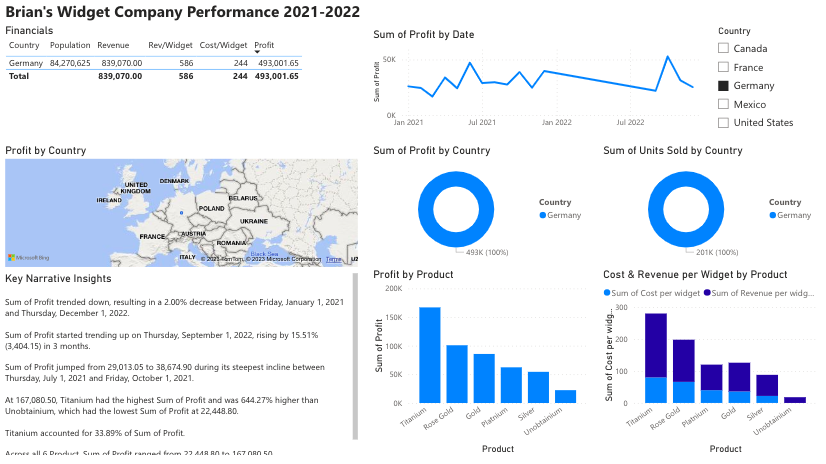 Brian's Widget Company Performance 2021-2022
Financials
Country Population Revenue Rev/Widget Cost/Widget Profit
Germany 84,270,625 839,070.00 586 244 493,001.65
Total 839,070.00 586 244 493,001.65
Sum of Profit by Date
Sum of Profit
50K
0K
Jan 2021 Jul 2021 Jan 2022 Jul 2022
Country
Canada
France
Germany
Mexico
United States
Profit by Country
UNITED
KINGDOM
DENMARK
IRELAND
BELARUS
POLAND
UKRAINE
FRANCE
AUSTRIA
ROMANIA
ITALY
Black Sea
Microsoft Bing
© 2023 TomTom, © 2023 Microsoft Corporation Terms
Sum of Profit by Country
493K (100%)
Country
Germany
Sum of Units Sold by Country
201K (100%)
Country
Germany
Key Narrative Insights
Sum of Profit trended down, resulting in a 2.00% decrease between Friday, January 1, 2021
and Thursday, December 1, 2022.
Sum of Profit started trending up on Thursday, September 1, 2022, rising by 15.51%
(3,404.15) in 3 months.
Sum of Profit jumped from 29,013.05 to 38,674.90 during its steepest incline between
Thursday, July 1, 2021 and Friday, October 1, 2021.
At 167,080.50, Titanium had the highest Sum of Profit and was 644.27% higher than
Unobtainium, which had the lowest Sum of Profit at 22,448.80.
Titanium accounted for 33.89% of Sum of Profit.
Across all 6 Product, Sum of Profit ranged from 22,448.80 to 167,080.50.
Profit by Product
Sum of Profit
200K
150K
100K
50K
0K
Titanium Rose Gold Gold Platnium Silver Unobtainium
Product
Cost & Revenue per Widget by Product
Sum of Cost per widget Sum of Revenue per widg...
Sum of Cost per widg...
300
200
100
0
Titanium Rose Gold Platnium Gold Silver Unobtainium
Product